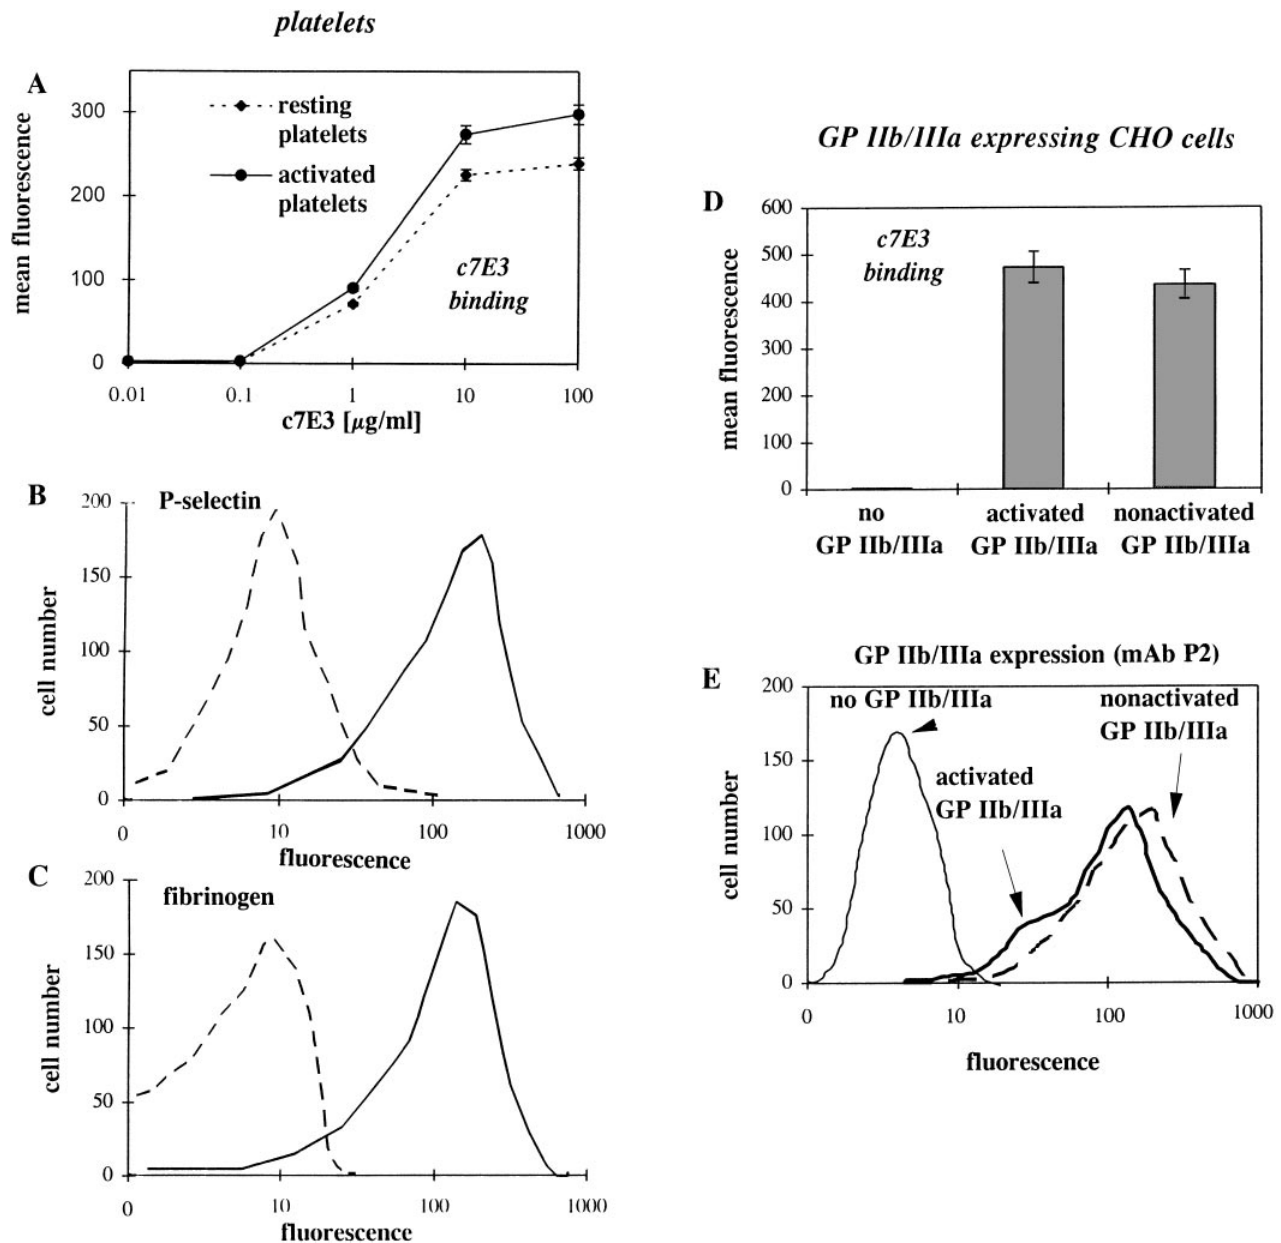 platelets
A
300
200
100
0
mean fluorescence
resting
platelets
activated
platelets
c7E3
binding
0.01 0.1 1 10 100
c7E3 [µg/ml]
B
P-selectin
200
150
100
50
0
cell number
0 10 100 1000
fluorescence
C
fibrinogen
200
150
100
50
0
cell number
0 10 100 1000
fluorescence
GP IIb/IIIa expressing CHO cells
D
600
500
400
300
200
100
0
mean fluorescence
c7E3
binding
no activated nonactivated
GP IIb/IIIa GP IIb/IIIa GP IIb/IIIa
GP IIb/IIIa expression (mAb P2)
E
200
150
100
50
0
cell number
no GP IIb/IIIa
nonactivated
GP IIb/IIIa
activated
GP IIb/IIIa
0 10 100 1000
fluorescence